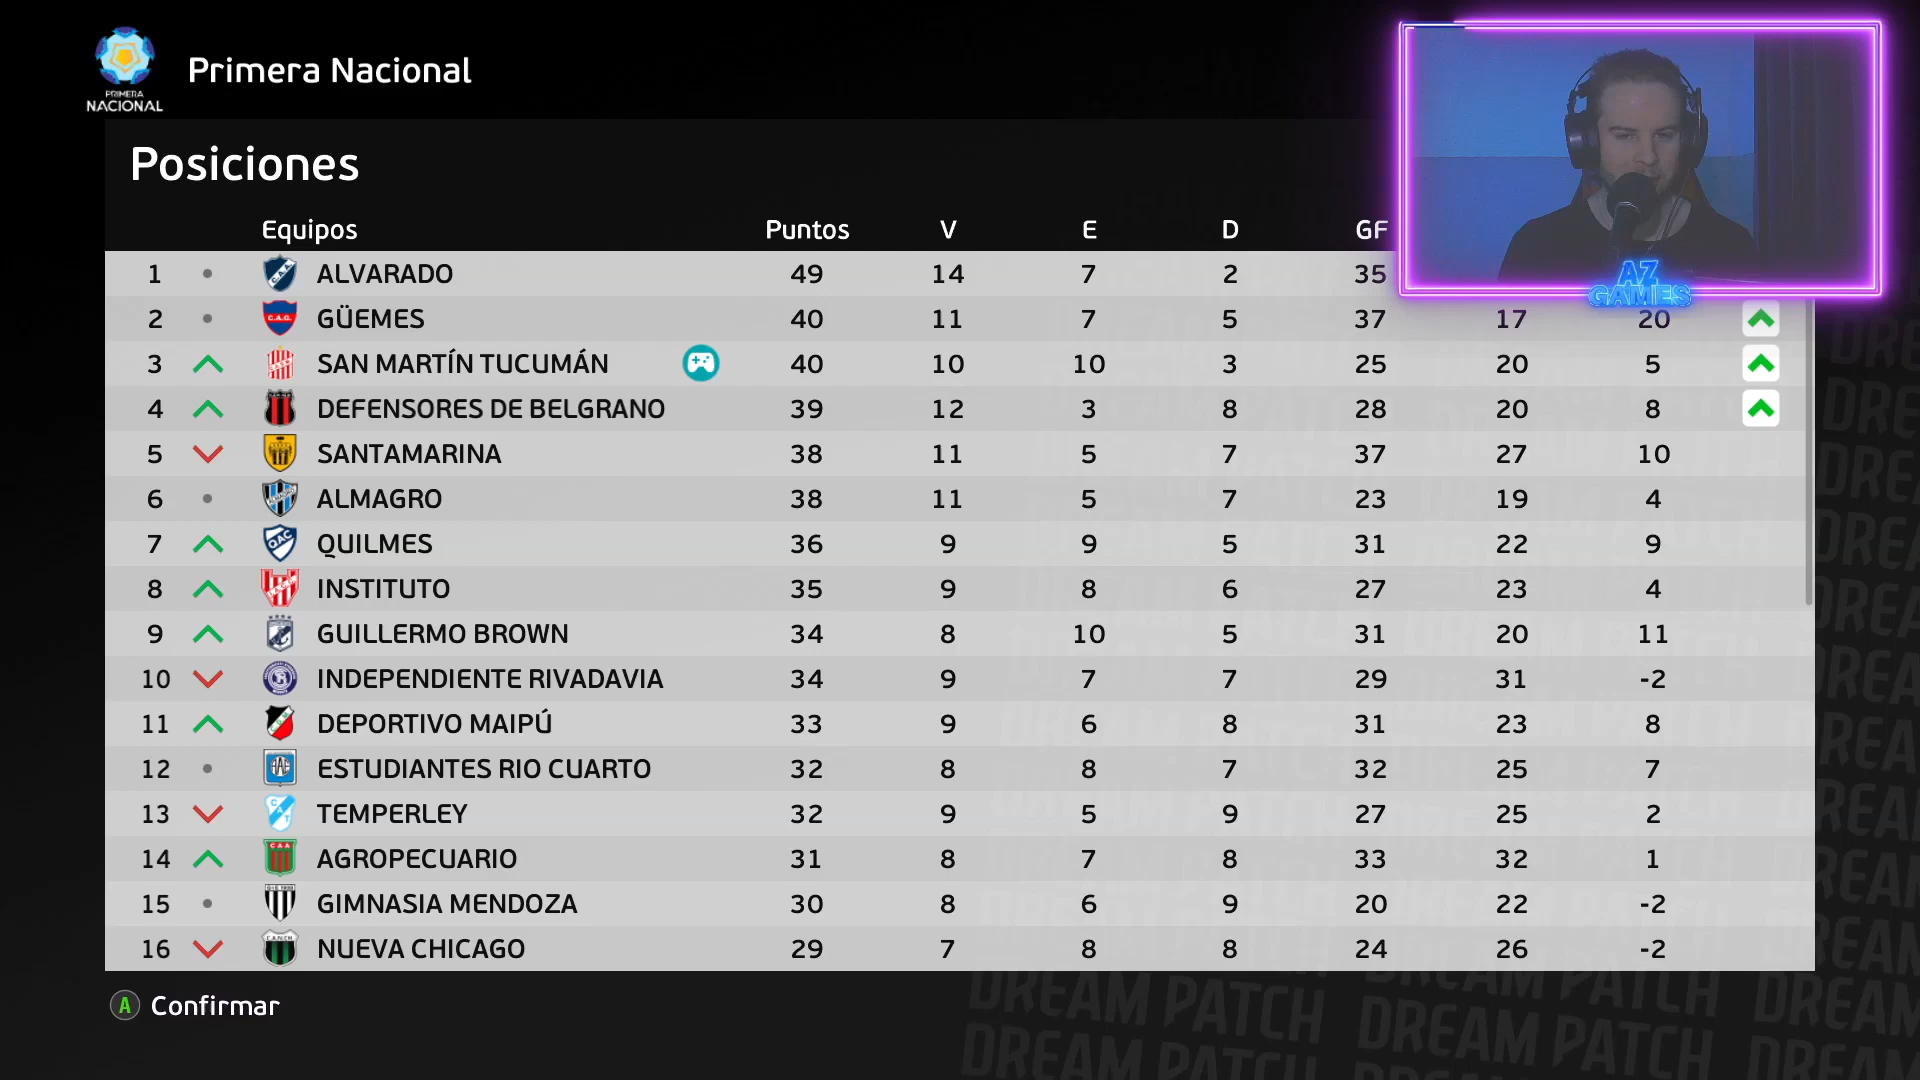 PRIMERA
NACIONAL
Primera Nacional
Posiciones
Equipos Puntos V E D GF
1 ALVARADO 49 14 7 2 35
2 GÜEMES 40 11 7 5 37 17 20
3 SAN MARTÍN TUCUMÁN 40 10 10 3 25 20 5
4 DEFENSORES DE BELGRANO 39 12 3 8 28 20 8
5 SANTAMARINA 38 11 5 7 37 27 10
6 ALMAGRO 38 11 5 7 23 19 4
7 QUILMES 36 9 9 5 31 22 9
8 INSTITUTO 35 9 8 6 27 23 4
9 GUILLERMO BROWN 34 8 10 5 31 20 11
10 INDEPENDIENTE RIVADAVIA 34 9 7 7 29 31 -2
11 DEPORTIVO MAIPÚ 33 9 6 8 31 23 8
12 ESTUDIANTES RIO CUARTO 32 8 8 7 32 25 7
13 TEMPERLEY 32 9 5 9 27 25 2
14 AGROPECUARIO 31 8 7 8 33 32 1
15 GIMNASIA MENDOZA 30 8 6 9 20 22 -2
16 NUEVA CHICAGO 29 7 8 8 24 26 -2
A Confirmar
AZ
GAMES
DREAM PATCH DREAM PATCH DREAM
DREAM PATCH DREAM PATCH DREAM